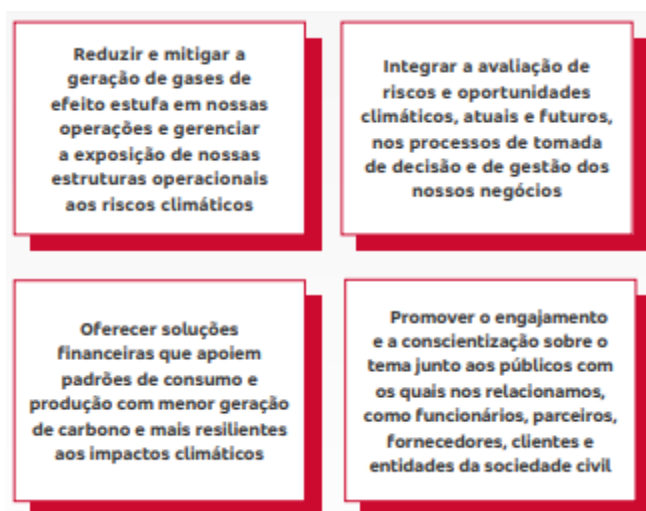 Reduzir e mitigar a
geração de gases de
efeito estufa em nossas
operações e gerenciar
a exposição de nossas
estruturas operacionais
aos riscos climáticos
Integrar a avaliação de
riscos e oportunidades
climáticos, atuais e futuros,
nos processos de tomada
de decisão e de gestão dos
nossos negócios
Oferecer soluções
financeiras que apoiem
padrões de consumo e
produção com menor geração
de carbono e mais resilientes
aos impactos climáticos
Promover o engajamento
e a conscientização sobre o
tema junto aos públicos com
os quais nos relacionamos,
como funcionários, parceiros,
fornecedores, clientes e
entidades da sociedade civil